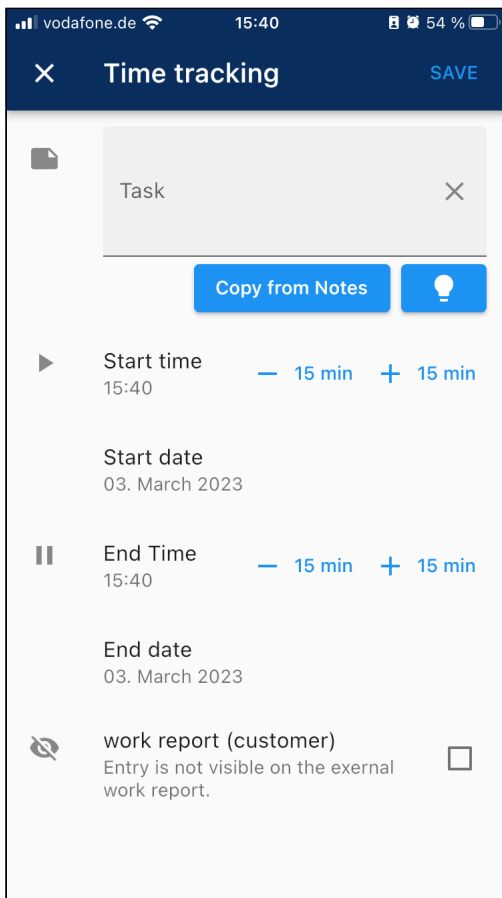 vodafone.de 15:40 54 %
Time tracking SAVE
Task
Copy from Notes
Start time
15:40
15 min 15 min
Start date
03. March 2023
End Time
15:40
15 min 15 min
End date
03. March 2023
work report (customer)
Entry is not visible on the exernal
work report.